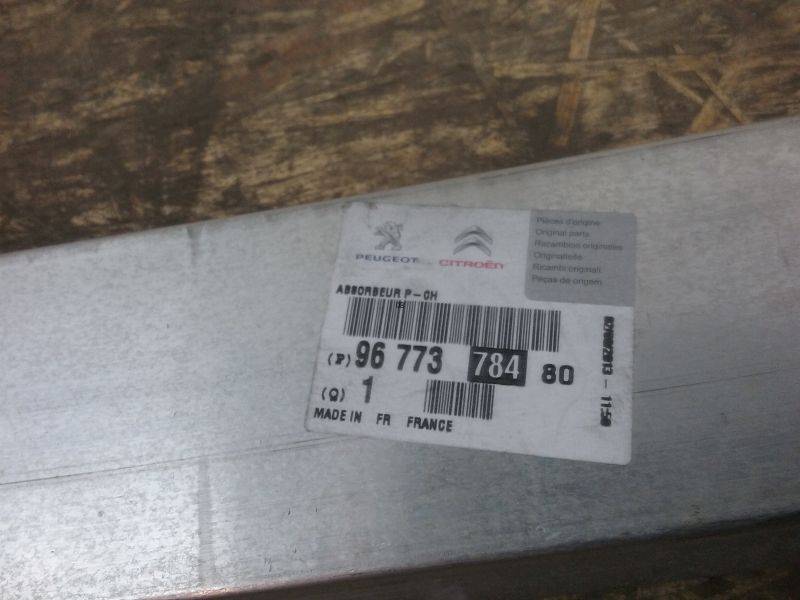 PEUGEOT CITROËN
Pièces d'origine
Original parts
Ricambios originales
Originalteile
Ricambi originali
Peças de origem
ABSORBEUR P-CH
(P) 96 773 784 80
(Q) 1
MADE IN FR FRANCE